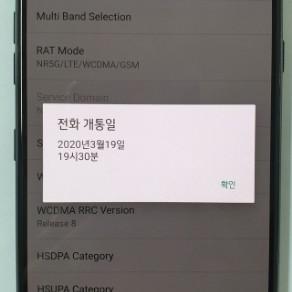 Multi Band Selection
RAT Mode
NR5G/LTE/WCDMA/GSM
Service Domain
전화 개통일
2020년3월19일
19시30분
확인
WCDMA RRC Version
Release 8
HSDPA Category
HSUPA Category